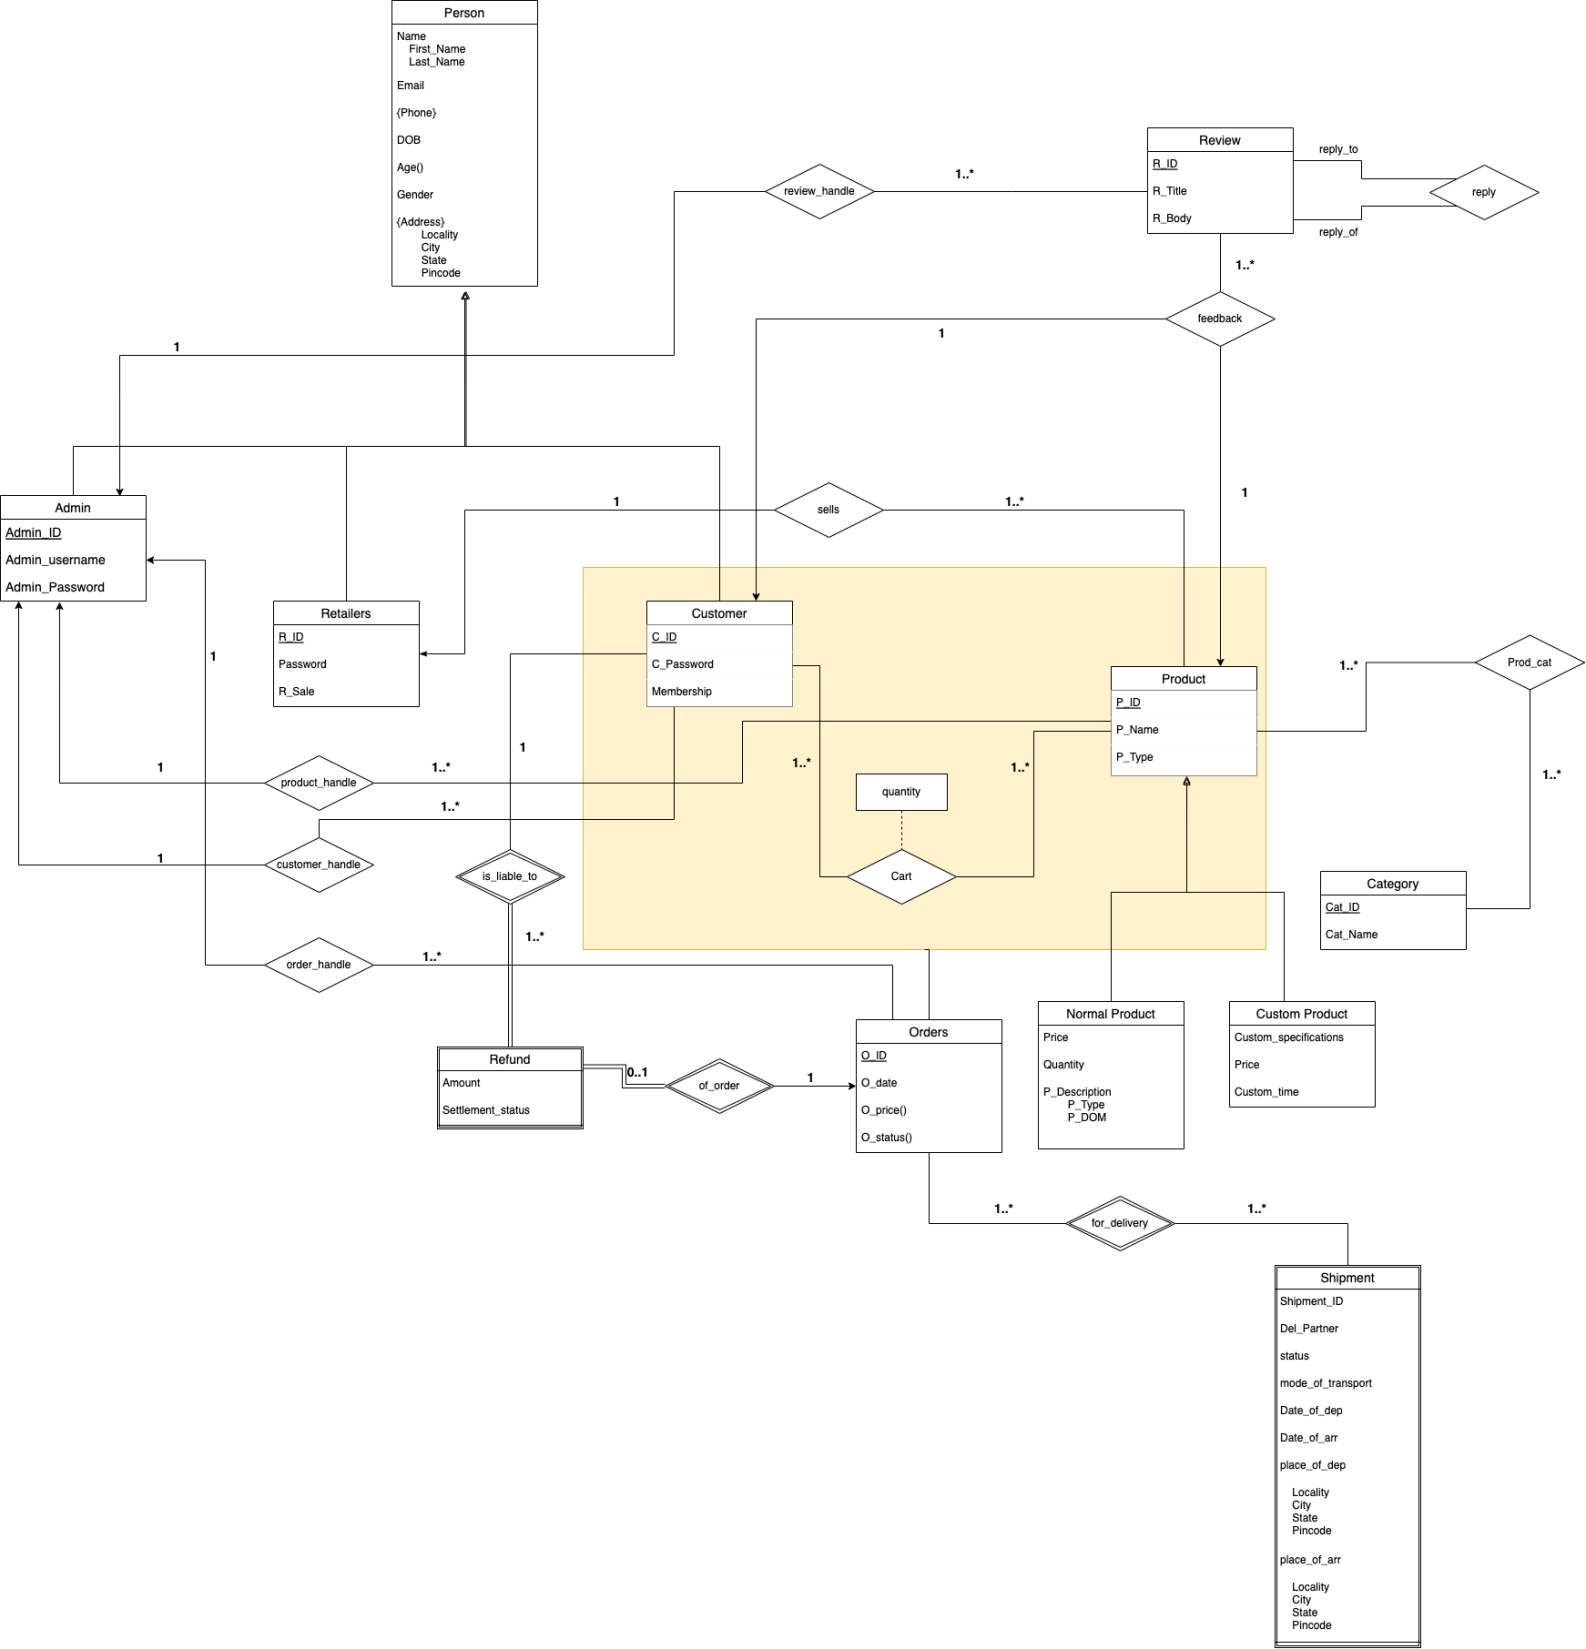 Person
Name
First_Name
Last_Name
Email
{Phone}
DOB
Age()
Gender
{Address}
Locality
City
State
Pincode
Review
R_ID
R_Title
R_Body
reply_to
reply
reply_of
review_handle
1..*
1..*
feedback
1
1
1
Admin
Admin_ID
Admin_username
Admin_Password
1
sells
1..*
Retailers
R_ID
Password
R_Sale
Customer
C_ID
C_Password
Membership
Product
P_ID
P_Name
P_Type
1..*
Prod_cat
1..*
1
1
1..*
1..*
quantity
Cart
1
product_handle
1..*
1..*
1
customer_handle
is_liable_to
1..*
Category
Cat_ID
Cat_Name
order_handle
1..*
Refund
Amount
Settlement_status
0..1
of_order
1
Orders
O_ID
O_date
O_price()
O_status()
Normal Product
Price
Quantity
P_Description
P_Type
P_DOM
Custom Product
Custom_specifications
Price
Custom_time
1..*
for_delivery
1..*
Shipment
Shipment_ID
Del_Partner
status
mode_of_transport
Date_of_dep
Date_of_arr
place_of_dep
Locality
City
State
Pincode
place_of_arr
Locality
City
State
Pincode